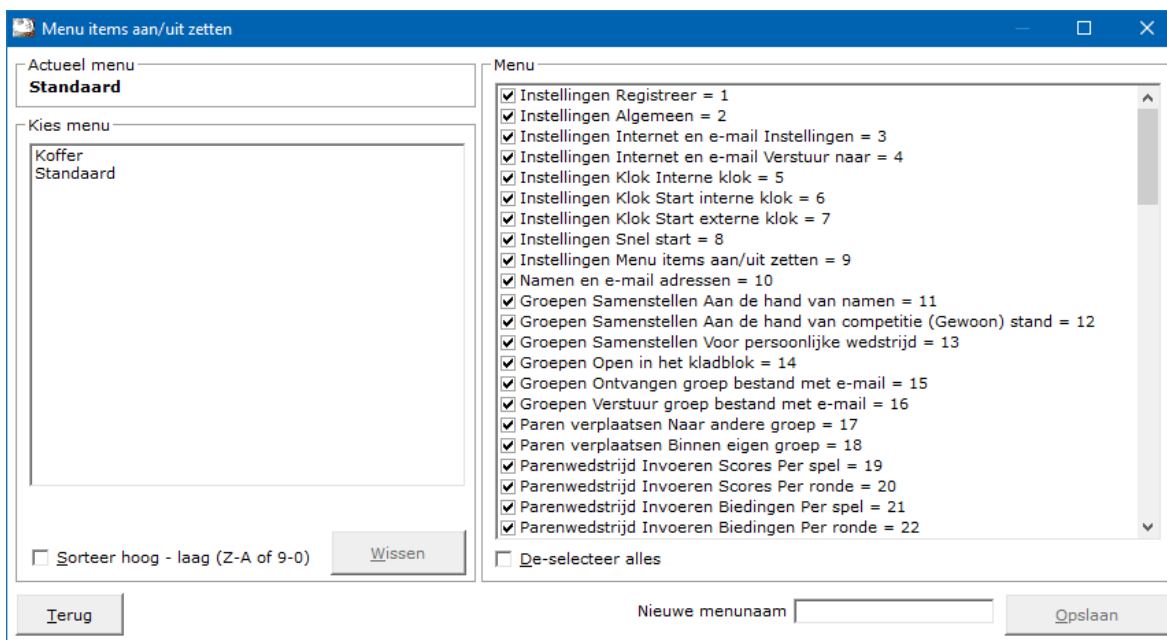 Menu items aan/uit zetten
Actueel menu
Standaard
Kies menu
Koffer
Standaard
Sorteer hoog - laag (Z-A of 9-0)
Wissen
Menu
Instellingen Registreer = 1
Instellingen Algemeen = 2
Instellingen Internet en e-mail Instellingen = 3
Instellingen Internet en e-mail Verstuur naar = 4
Instellingen Klok Interne klok = 5
Instellingen Klok Start interne klok = 6
Instellingen Klok Start externe klok = 7
Instellingen Snel start = 8
Instellingen Menu items aan/uit zetten = 9
Namen en e-mail adressen = 10
Groepen Samenstellen Aan de hand van namen = 11
Groepen Samenstellen Aan de hand van competitie (Gewoon) stand = 12
Groepen Samenstellen Voor persoonlijke wedstrijd = 13
Groepen Open in het kladblok = 14
Groepen Ontvangen groep bestand met e-mail = 15
Groepen Verstuur groep bestand met e-mail = 16
Paren verplaatsen Naar andere groep = 17
Paren verplaatsen Binnen eigen groep = 18
Parenwedstrijd Invoeren Scores Per spel = 19
Parenwedstrijd Invoeren Scores Per ronde = 20
Parenwedstrijd Invoeren Biedingen Per spel = 21
Parenwedstrijd Invoeren Biedingen Per ronde = 22
De-selecteer alles
Terug
Nieuwe menunaam
Opslaan